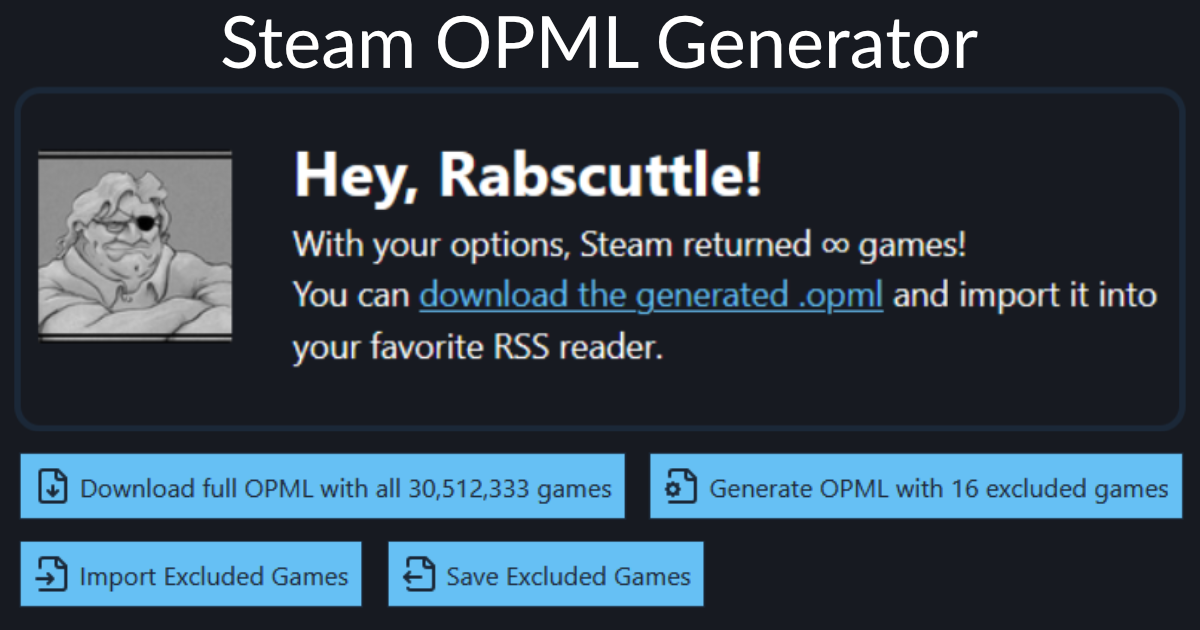 Steam OPML Generator
Hey, Rabscuttle!
With your options, Steam returned ∞ games!
You can download the generated .opml and import it into
your favorite RSS reader.
Download full OPML with all 30,512,333 games
Generate OPML with 16 excluded games
Import Excluded Games
Save Excluded Games